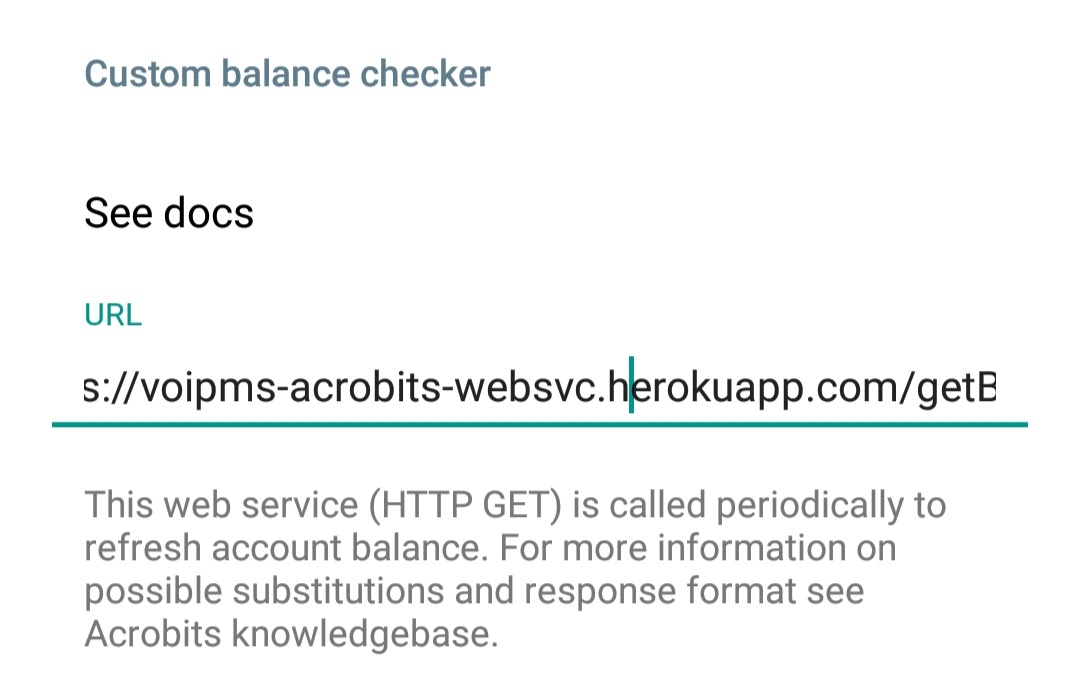 Custom balance checker
See docs
URL
s://voipms-acrobits-websvc.herokuapp.com/getB
This web service (HTTP GET) is called periodically to
refresh account balance. For more information on
possible substitutions and response format see
Acrobits knowledgebase.